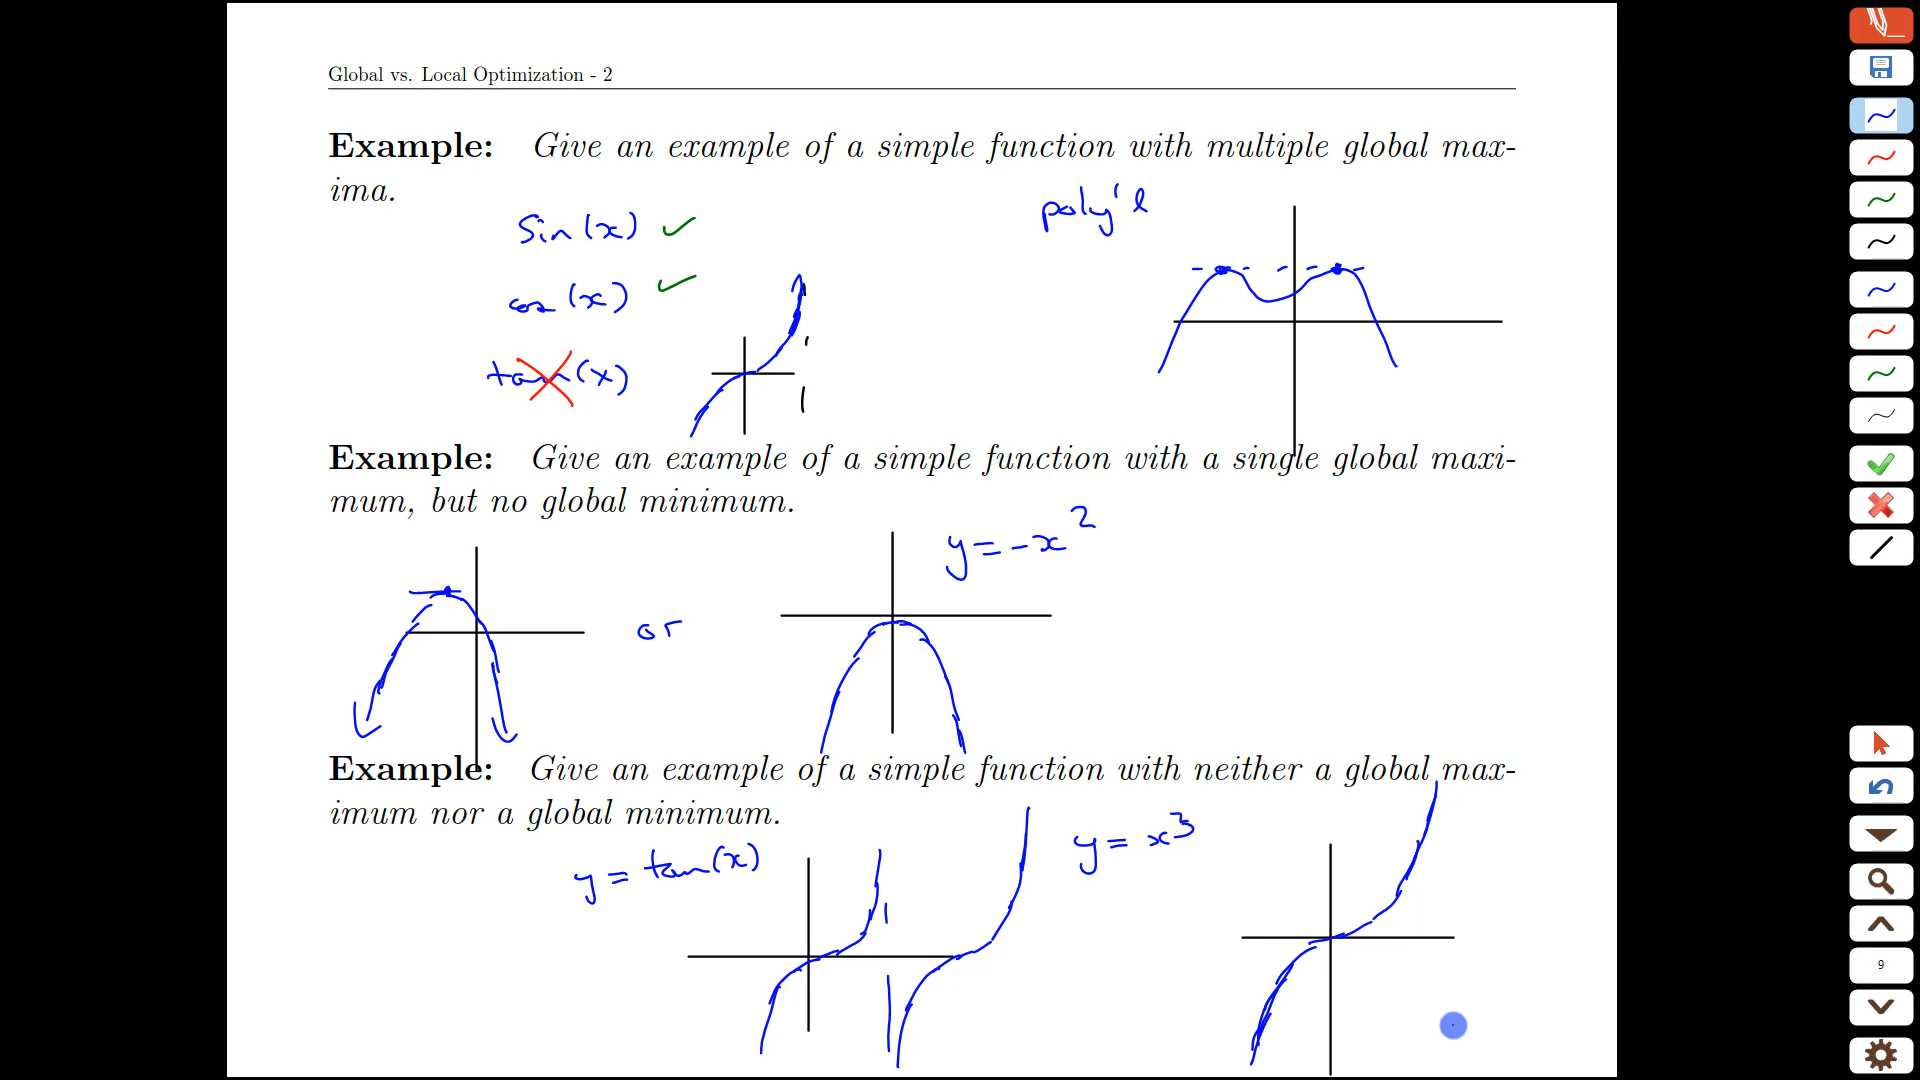 Global vs. Local Optimization - 2
Example: Give an example of a simple function with multiple global max-
ima.
sin(x) ✓
poly'l
cos(x) ✓
tan(x)
Example: Give an example of a simple function with a single global maxi-
mum, but no global minimum.
y = -x²
or
Example: Give an example of a simple function with neither a global max-
imum nor a global minimum.
y = tan(x)
y = x³
9